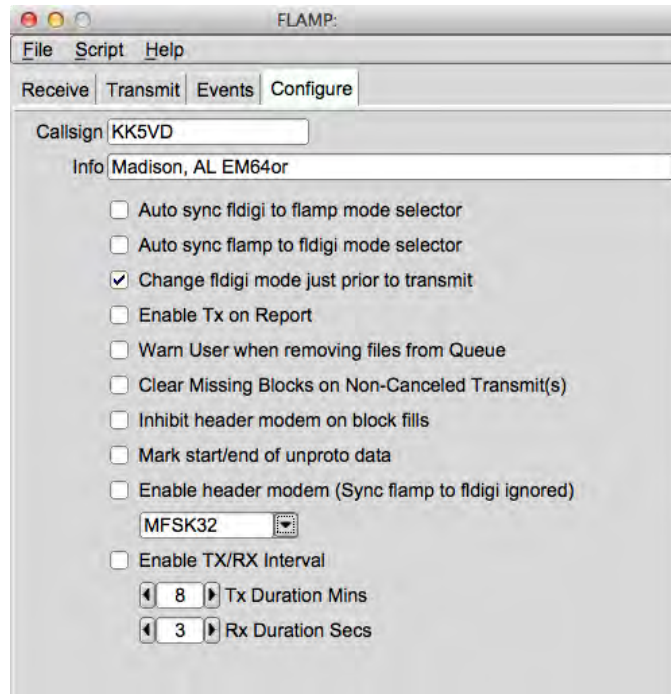 FLAMP:
File Script Help
Receive Transmit Events Configure
Callsign KK5VD
Info Madison, AL EM64or
Auto sync fldigi to flamp mode selector
Auto sync flamp to fldigi mode selector
Change fldigi mode just prior to transmit
Enable Tx on Report
Warn User when removing files from Queue
Clear Missing Blocks on Non-Canceled Transmit(s)
Inhibit header modem on block fills
Mark start/end of unproto data
Enable header modem (Sync flamp to fldigi ignored)
MFSK32
Enable TX/RX Interval
8 Tx Duration Mins
3 Rx Duration Secs